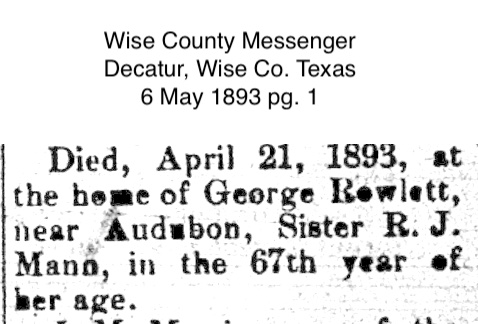 Wise County Messenger
Decatur, Wise Co. Texas
6 May 1893 pg. 1
Died, April 21, 1893, at
the home of George Rowlett,
near Audubon, Sister R. J.
Mann, in the 67th year of
her age.